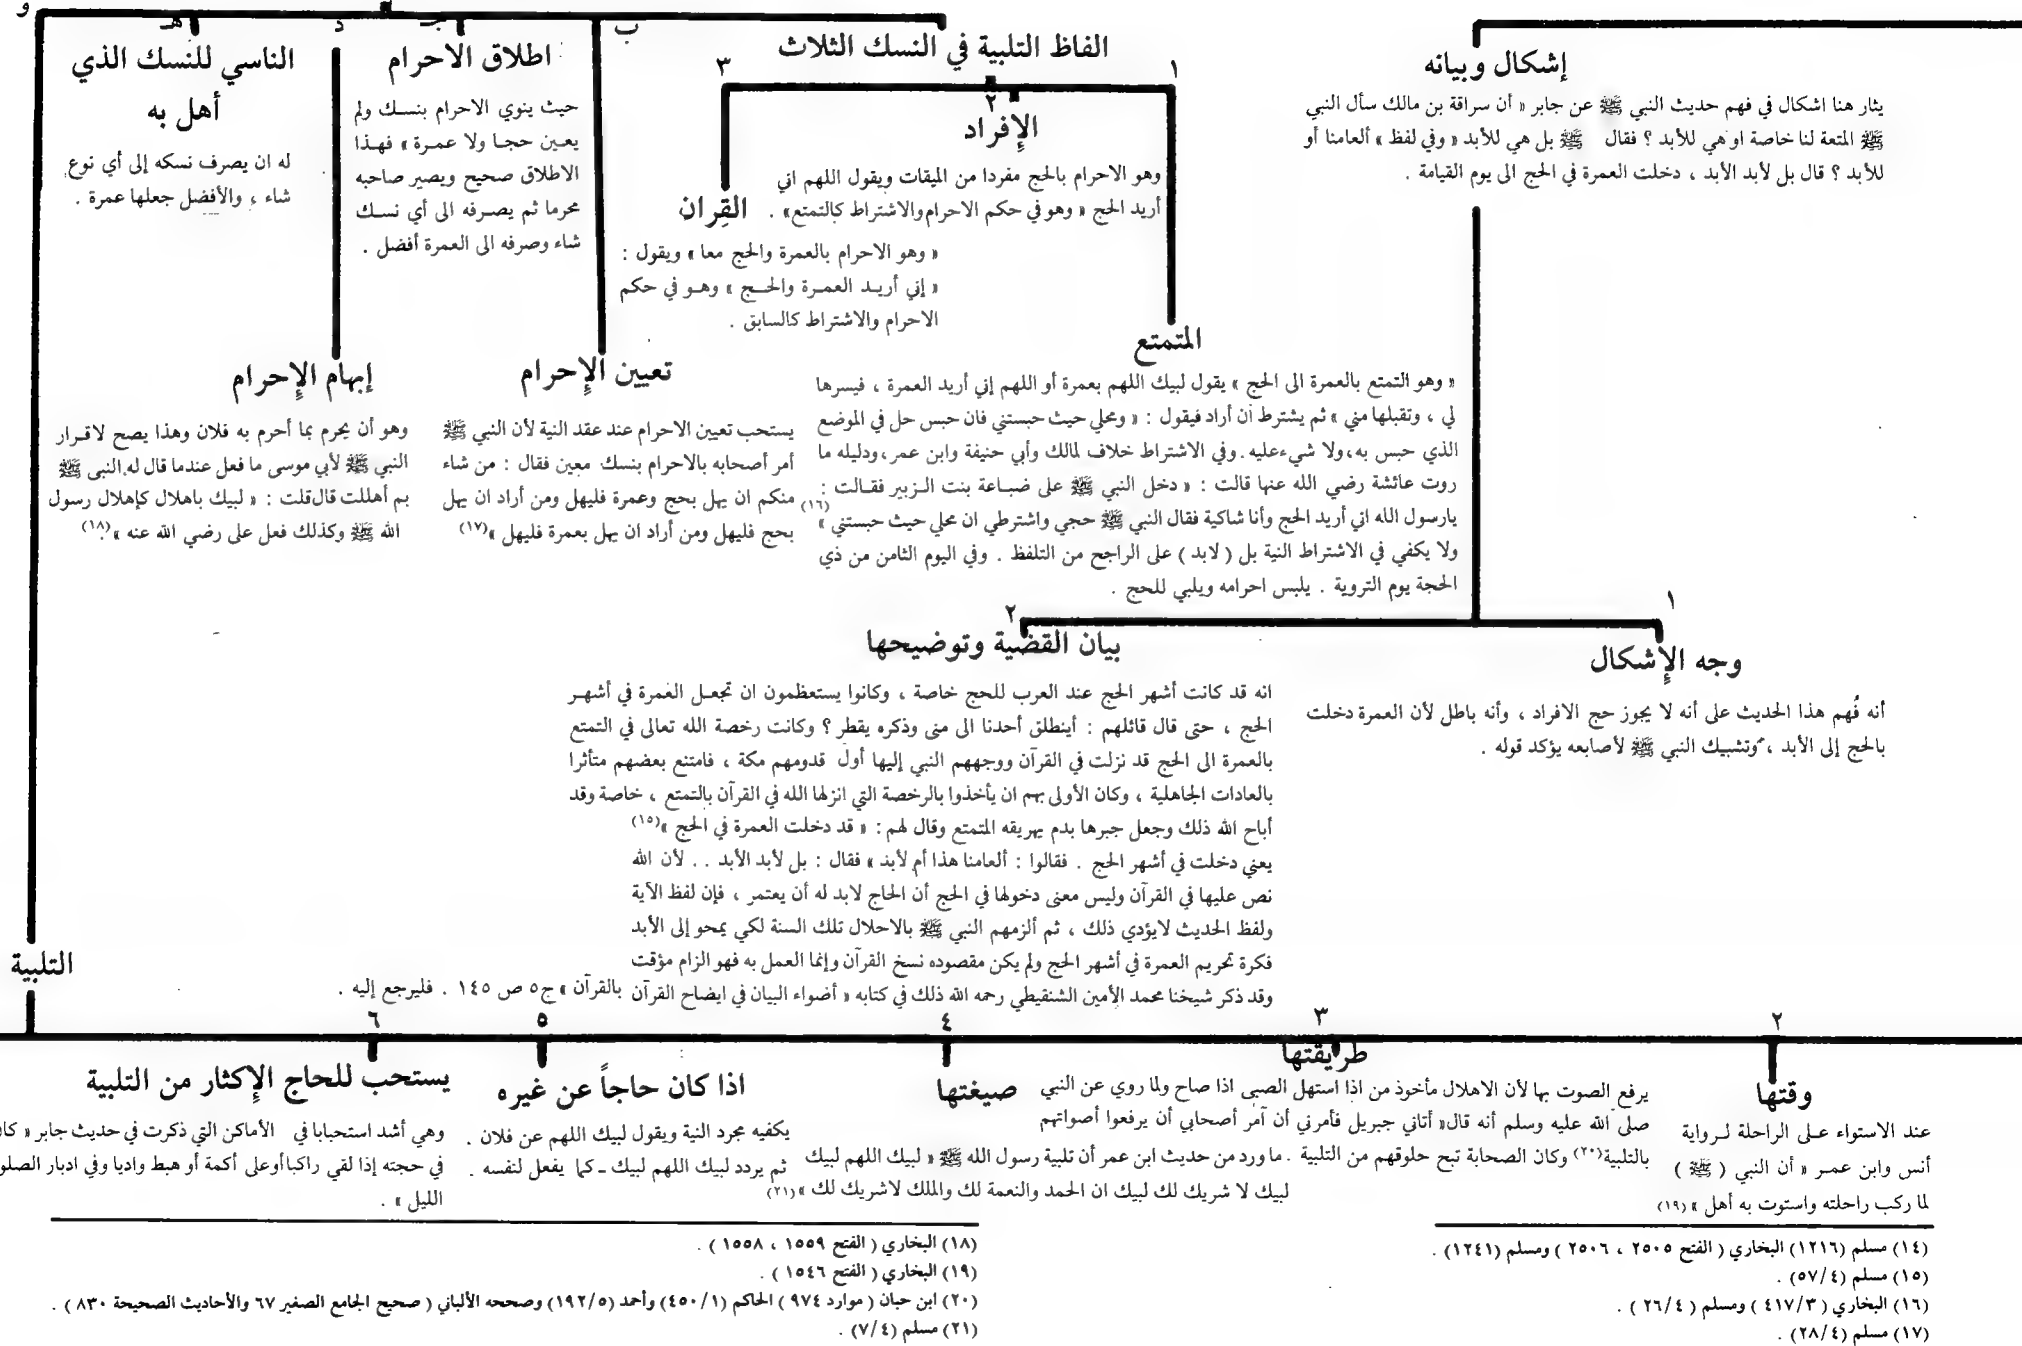 إشكال وبيانه
يثار هنا اشكال في فهم حديث النبي ﷺ عن جابر « أن سراقة بن مالك سأل النبي
ﷺ المتعة لنا خاصة او هي للأبد ؟ فقال ﷺ بل هي للأبد « وفي لفظ » ألعامنا أو
للأبد ؟ قال بل لأبد الأبد ، دخلت العمرة في الحج الى يوم القيامة .
١
وجه الإشكال
أنه فُهم هذا الحديث على أنه لا يجوز حج الافراد ، وأنه باطل لأن العمرة دخلت
بالحج إلى الأبد ، وتشبيك النبي ﷺ لأصابعه يؤكد قوله .
٢
بيان القضية وتوضيحها
انه قد كانت أشهر الحج عند العرب للحج خاصة ، وكانوا يستعظمون ان تجعل العمرة في أشهر
الحج ، حتى قال قائلهم : أينطلق أحدنا الى منى وذكره يقطر ؟ وكانت رخصة الله تعالى في التمتع
بالعمرة الى الحج قد نزلت في القرآن ووجههم النبي إليها أول قدومهم مكة ، فامتنع بعضهم متأثرا
بالعادات الجاهلية ، وكان الأولى بهم ان يأخذوا بالرخصة التي انزلها الله في القرآن بالتمتع ، خاصة وقد
أباح الله ذلك وجعل جبرها بدم يهريقه المتمتع وقال لهم : « قد دخلت العمرة في الحج »(١٥)
يعني دخلت في أشهر الحج . فقالوا : ألعامنا هذا أم لأبد » فقال : بل لأبد الأبد . . لأن الله
نص عليها في القرآن وليس معنى دخولها في الحج أن الحاج لابد له أن يعتمر ، فإن لفظ الآية
ولفظ الحديث لايؤدي ذلك ، ثم ألزمهم النبي ﷺ بالاحلال تلك السنة لكي يمحو إلى الأبد
فكرة تحريم العمرة في أشهر الحج ولم يكن مقصوده نسخ القرآن وإنما العمل به فهو الزام مؤقت
وقد ذكر شيخنا محمد الأمين الشنقيطي رحمه الله ذلك في كتابه « أضواء البيان في ايضاح القرآن بالقرآن » ج٥ ص ١٤٥ . فليرجع إليه .
الفاظ التلبية في النسك الثلاث
١
المتمتع
« وهو التمتع بالعمرة الى الحج » يقول لبيك اللهم بعمرة أو اللهم إني أريد العمرة ، فيسرها
لي ، وتقبلها مني » ثم يشترط أن أراد فيقول : « ومحلي حيث حبستني فان حبس حل في الموضع
الذي حبس به،ولا شيءعليه . وفي الاشتراط خلاف لمالك وأبي حنيفة وابن عمر،ودليله ما
روت عائشة رضي الله عنها قالت : « دخل النبي ﷺ على ضباعة بنت الزبير فقالت :
يارسول الله اني أريد الحج وأنا شاكية فقال النبي ﷺ حجي واشترطي ان محلي حيث حبستني »(١٦)
ولا يكفي في الاشتراط النية بل ( لابد ) على الراجح من التلفظ . وفي اليوم الثامن من ذي
الحجة يوم التروية . يلبس احرامه ويلبي للحج .
٢
الإفراد
وهو الاحرام بالحج مفردا من الميقات ويقول اللهم اني
أريد الحج « وهو في حكم الاحرام والاشتراط كالتمتع» .
٣
القِران
« وهو الاحرام بالعمرة والحج معا » ويقول :
« إني أريد العمرة والحج » وهو في حكم
الاحرام والاشتراط كالسابق .
ب
تعيين الإحرام
يستحب تعيين الاحرام عند عقد النية لأن النبي ﷺ
أمر أصحابه بالاحرام بنسك معين فقال : من شاء
منكم ان يهل بحج وعمرة فليهل ومن أراد ان يهل
بحج فليهل ومن أراد ان يهل بعمرة فليهل »(١٧)
جـ
اطلاق الاحرام
حيث ينوي الاحرام بنسك ولم
يعين حجا ولا عمرة » فهذا
الاطلاق صحيح ويصير صاحبه
محرما ثم يصرفه الى أي نسك
شاء وصرفه الى العمرة أفضل .
د
إبهام الإحرام
وهو أن يحرم بما أحرم به فلان وهذا يصح لاقرار
النبي ﷺ لأبي موسى ما فعل عندما قال له النبى ﷺ
بم أهللت قال قلت : « لبيك باهلال كإهلال رسول
الله ﷺ وكذلك فعل على رضي الله عنه »(١٨)
هـ
الناسي للنسك الذي
أهل به
له ان يصرف نسكه إلى أي نوع
شاء ، والأفضل جعلها عمرة .
و
التلبية
٢
وقتها
عند الاستواء على الراحلة لرواية
أنس وابن عمر « أن النبي ( ﷺ )
لما ركب راحلته واستوت به أهل » (١٩)
٣
طريقتها
يرفع الصوت بها لأن الاهلال مأخوذ من اذا استهل الصبى اذا صاح ولما روي عن النبي
صلى الله عليه وسلم أنه قال« أتاني جبريل فأمرني أن آمر أصحابي أن يرفعوا أصواتهم
بالتلبية(٢٠) وكان الصحابة تبح حلوقهم من التلبية .
٤
صيغتها
ما ورد من حديث ابن عمر أن تلبية رسول الله ﷺ « لبيك اللهم لبيك
لبيك لا شريك لك لبيك ان الحمد والنعمة لك والملك لاشريك لك » (٢١)
٥
اذا كان حاجاً عن غيره
يكفيه مجرد النية ويقول لبيك اللهم عن فلان .
ثم يردد لبيك اللهم لبيك ـ كما يفعل لنفسه .
٦
يستحب للحاج الإكثار من التلبية
وهي أشد استحبابا في الأماكن التي ذكرت في حديث جابر «
في حجته إذا لقي راكبا أوعلى أكمة أو هبط واديا وفي ادبار
الليل » .
(١٤) مسلم (١٢١٦) البخاري ( الفتح ٢٥٠٥ ، ٢٥٠٦ ) ومسلم (١٢٤١) .
(١٥) مسلم (٥٧/٤) .
(١٦) البخاري ( ٤١٧/٣ ) ومسلم ( ٢٦/٤ ) .
(١٧) مسلم (٢٨/٤) .
(١٨) البخاري ( الفتح ١٥٥٩ ، ١٥٥٨ ) .
(١٩) البخاري ( الفتح ١٥٤٦ ) .
(٢٠) ابن حبان ( موارد ٩٧٤ ) الحاكم (٤٥٠/١) وأحمد (١٩٢/٥) وصححه الألباني ( صحيح الجامع الصغير ٦٧ والأحاديث الصحيحة ٨٣٠ ) .
(٢١) مسلم (٧/٤) .